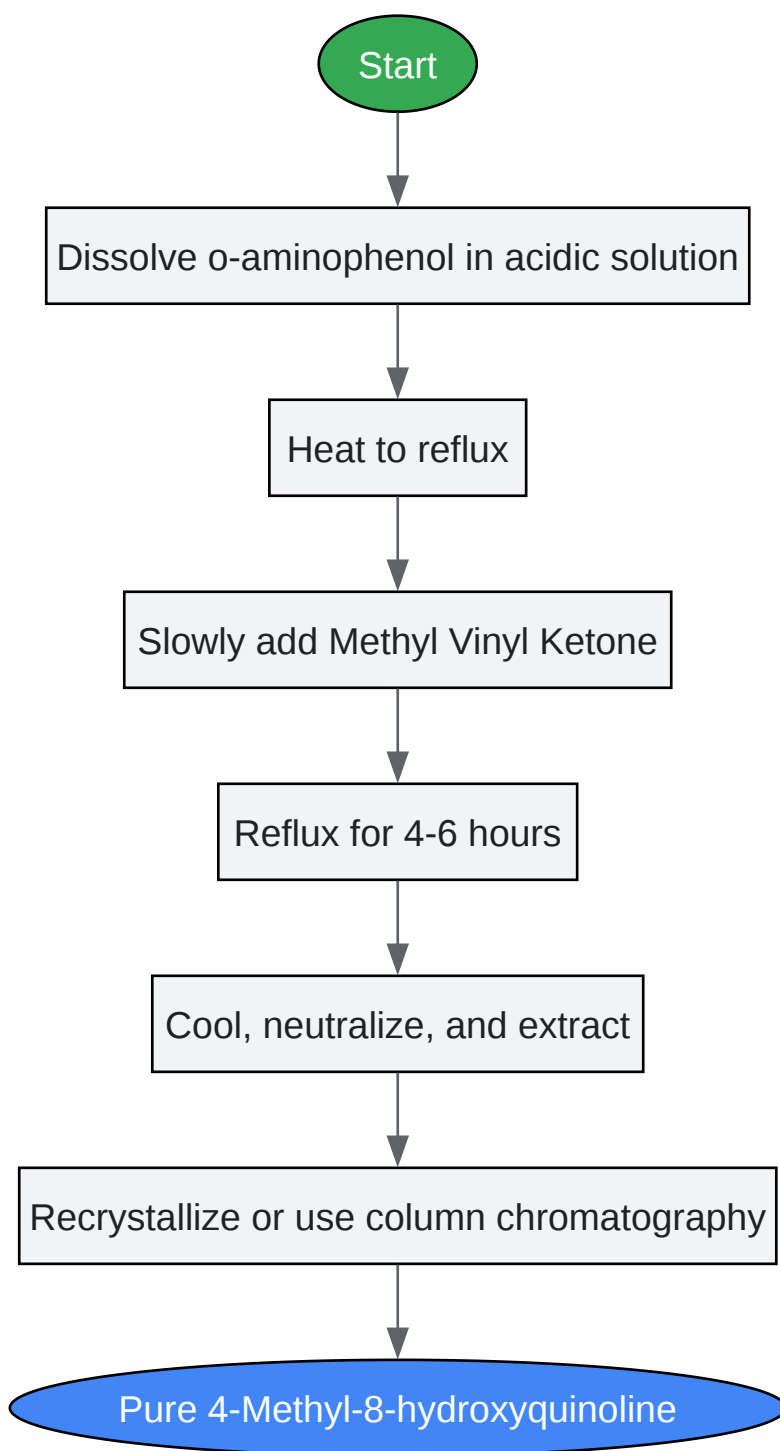 Start
Dissolve o-aminophenol in acidic solution
Heat to reflux
Slowly add Methyl Vinyl Ketone
Reflux for 4-6 hours
Cool, neutralize, and extract
Recrystallize or use column chromatography
Pure 4-Methyl-8-hydroxyquinoline